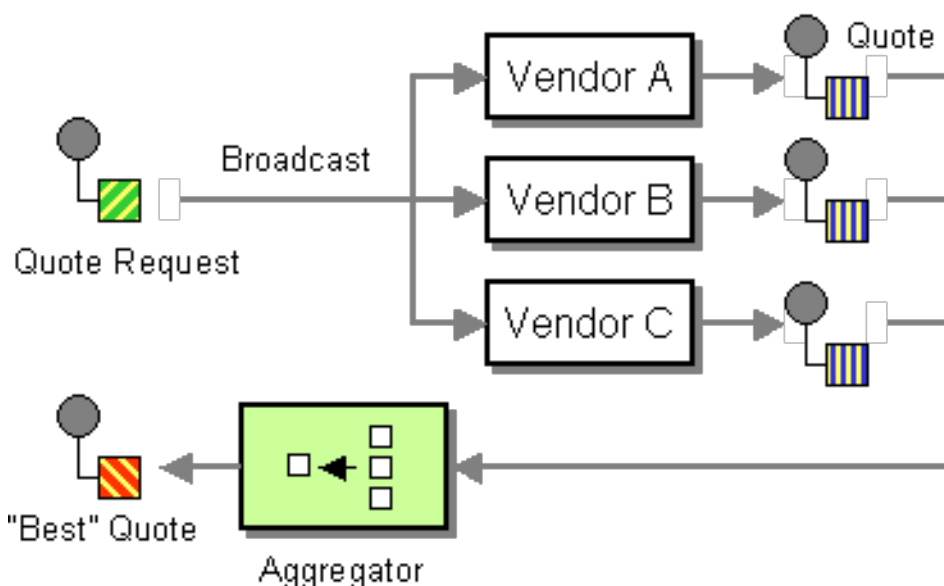 Vendor A
Quote
Broadcast
Vendor B
Quote Request
Vendor C
"Best" Quote
Aggregator